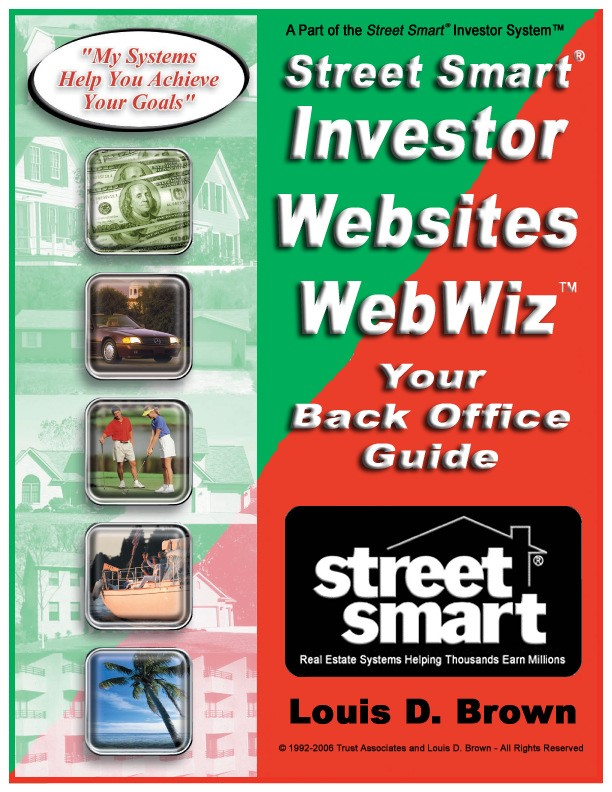 "My Systems
Help You Achieve
Your Goals"
A Part of the Street Smart® Investor System™
Street Smart®
Investor
Websites
WebWiz™
Your
Back Office
Guide
street®
smart
Real Estate Systems Helping Thousands Earn Millions
Louis D. Brown
© 1992-2006 Trust Associates and Louis D. Brown - All Rights Reserved